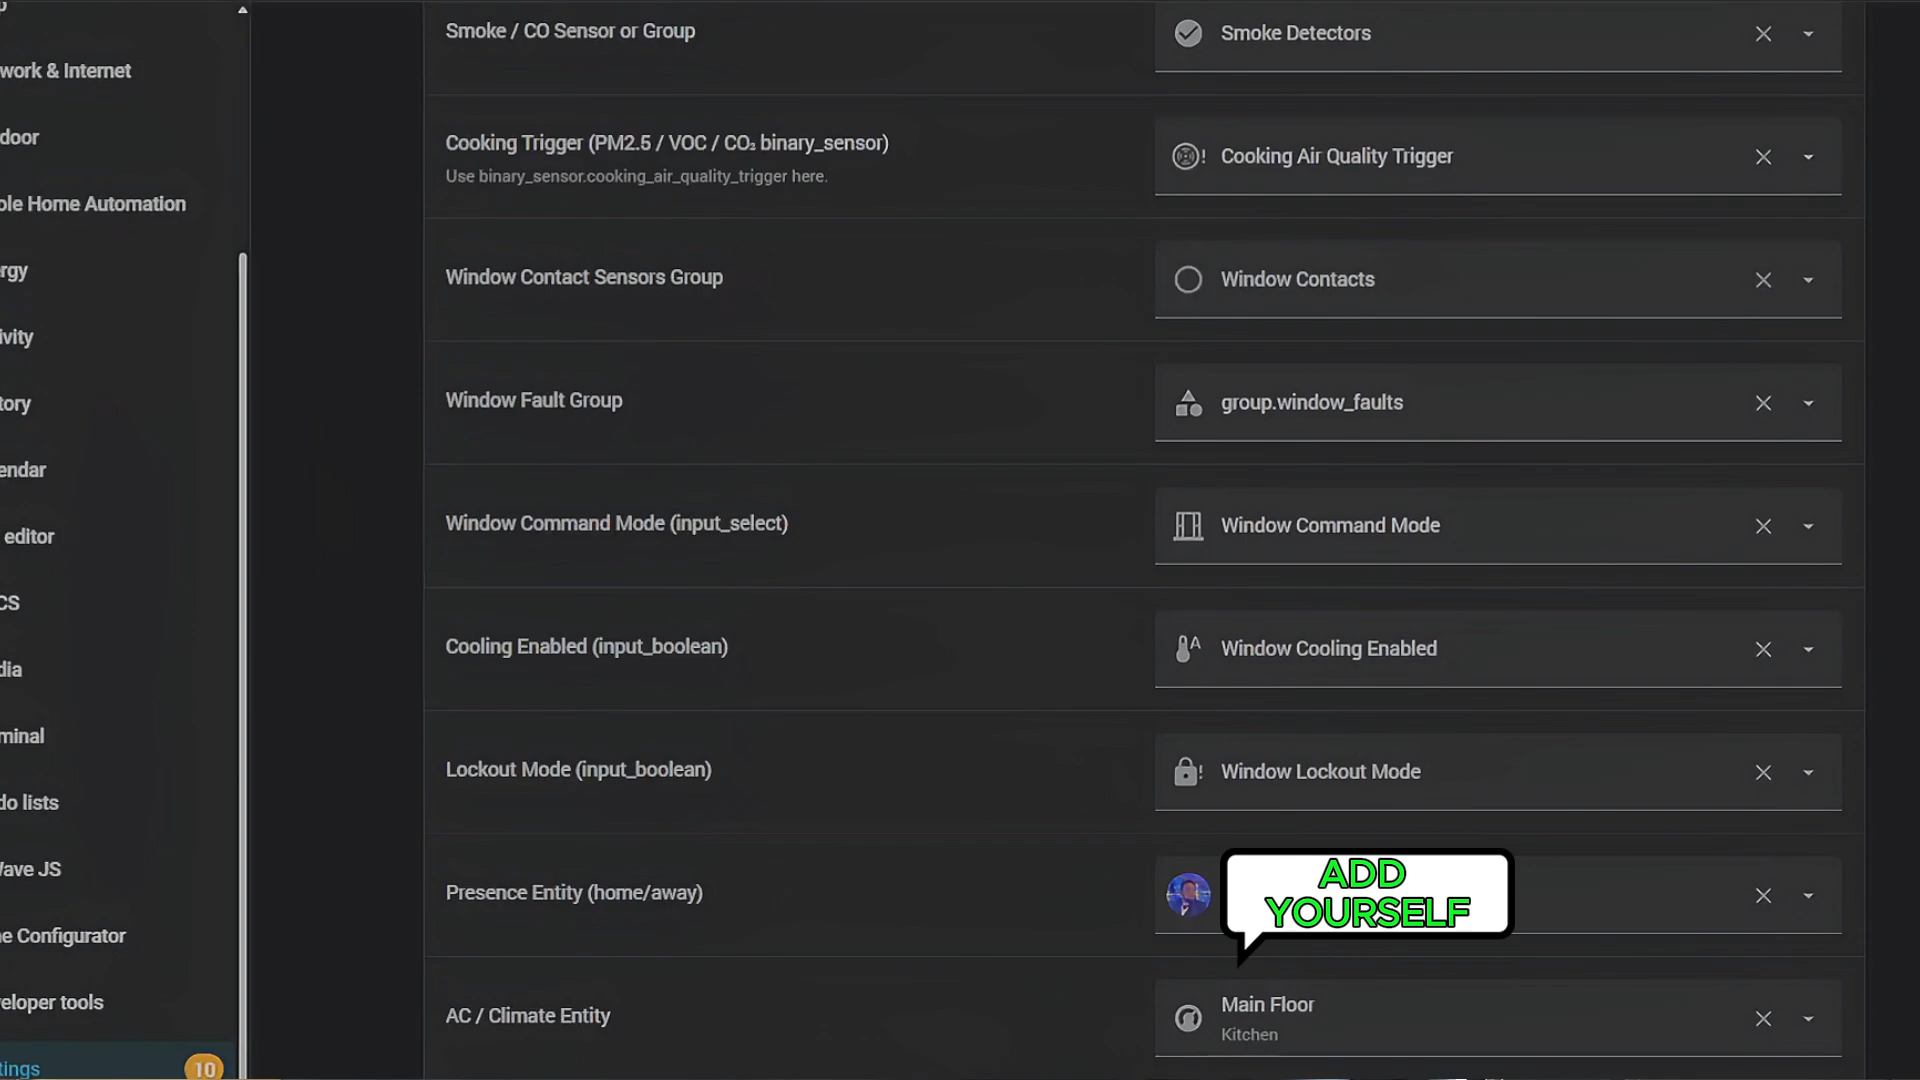 Smoke / CO Sensor or Group
Smoke Detectors
work & Internet
door
Cooking Trigger (PM2.5 / VOC / CO₂ binary_sensor)
Use binary_sensor.cooking_air_quality_trigger here.
Cooking Air Quality Trigger
ole Home Automation
rgy
Window Contact Sensors Group
Window Contacts
ivity
tory
Window Fault Group
group.window_faults
endar
editor
Window Command Mode (input_select)
Window Command Mode
CS
dia
Cooling Enabled (input_boolean)
Window Cooling Enabled
minal
do lists
Lockout Mode (input_boolean)
Window Lockout Mode
Wave JS
Presence Entity (home/away)
ADD
YOURSELF
e Configurator
eloper tools
AC / Climate Entity
Main Floor
Kitchen
tings
10